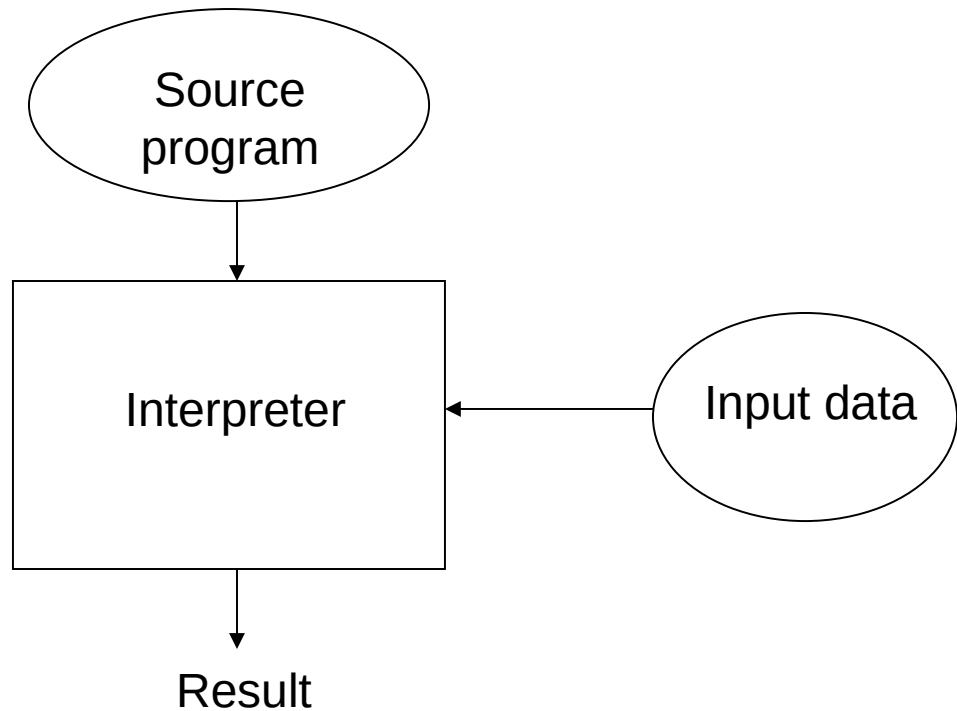 Source
program
Interpreter
Input data
Result